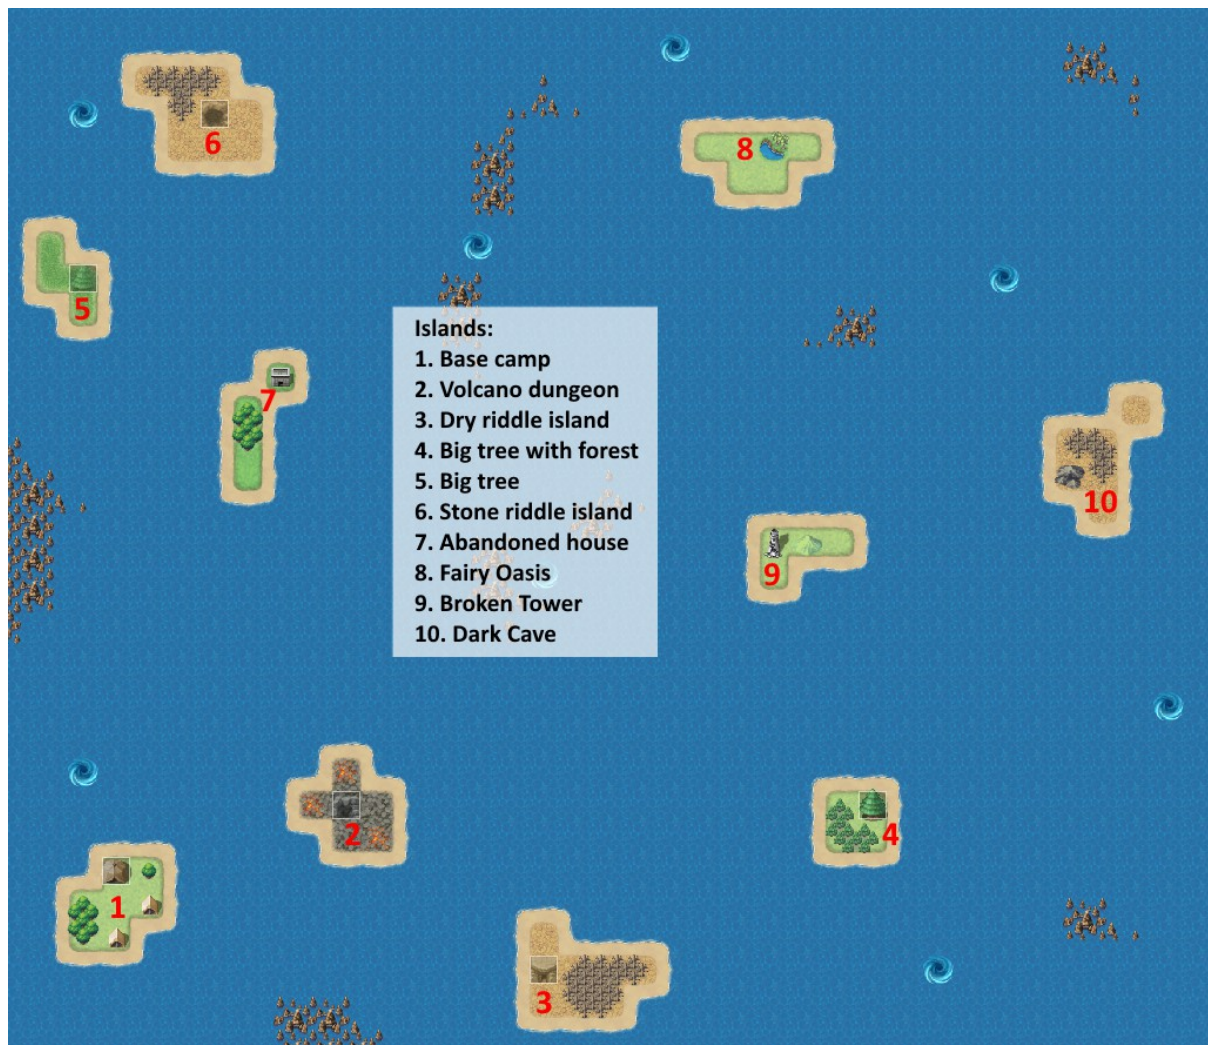 6
8
5
Islands:
1. Base camp
2. Volcano dungeon
3. Dry riddle island
4. Big tree with forest
5. Big tree
6. Stone riddle island
7. Abandoned house
8. Fairy Oasis
9. Broken Tower
10. Dark Cave
7
10
9
2
4
1
3